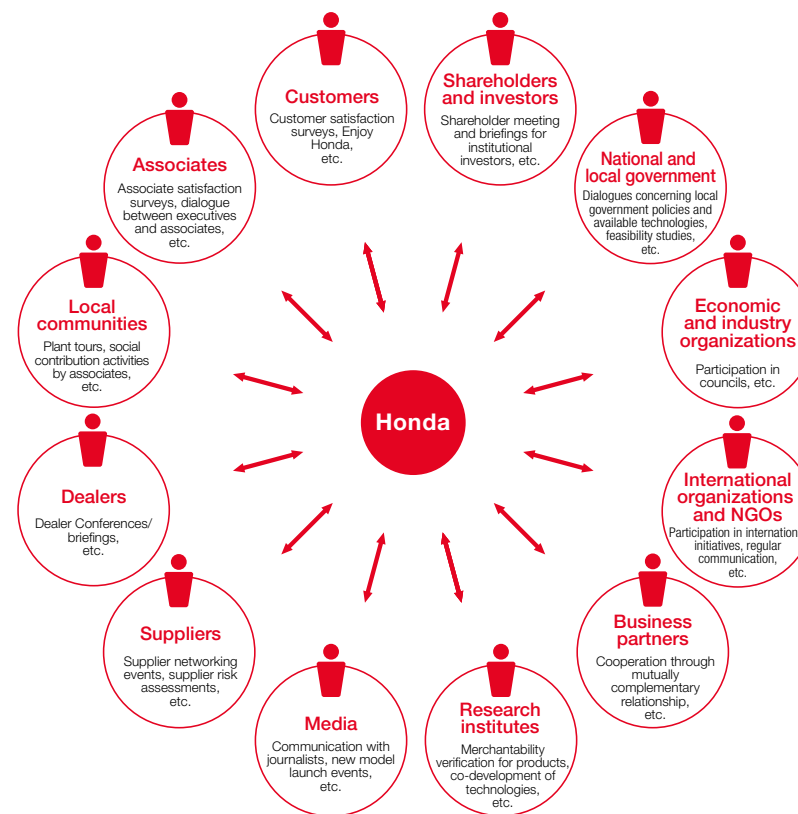 Customers
Customer satisfaction
surveys, Enjoy
Honda,
etc.
Shareholders
and investors
Shareholder meeting
and briefings for
institutional
investors, etc.
National and
local government
Dialogues concerning local
government policies and
available technologies,
feasibility studies,
etc.
Economic
and industry
organizations
Participation in
councils, etc.
International
organizations
and NGOs
Participation in internation
initiatives, regular
communication,
etc.
Business
partners
Cooperation through
mutually
complementary
relationship,
etc.
Research
institutes
Merchantability
verification for products,
co-development of
technologies,
etc.
Media
Communication with
journalists, new model
launch events,
etc.
Suppliers
Supplier networking
events, supplier risk
assessments,
etc.
Dealers
Dealer Conferences/
briefings,
etc.
Local
communities
Plant tours, social
contribution activities
by associates,
etc.
Associates
Associate satisfaction
surveys, dialogue
between executives
and associates,
etc.
Honda